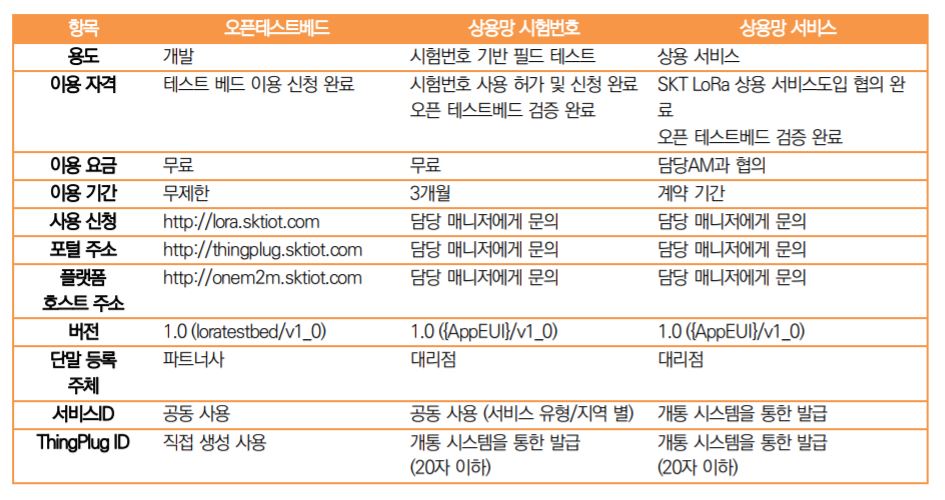 항목 오픈테스트베드 상용망 시험번호 상용망 서비스
용도 개발 시험번호 기반 필드 테스트 상용 서비스
이용 자격 테스트 베드 이용 신청 완료 시험번호 사용 허가 및 신청 완료 SKT LoRa 상용 서비스도입 협의 완
오픈 테스트베드 검증 완료 료
오픈 테스트베드 검증 완료
이용 요금 무료 무료 담당AM과 협의
이용 기간 무제한 3개월 계약 기간
사용 신청 http://lora.sktiot.com 담당 매니저에게 문의 담당 매니저에게 문의
포털 주소 http://thingplug.sktiot.com 담당 매니저에게 문의 담당 매니저에게 문의
플랫폼 http://onem2m.sktiot.com 담당 매니저에게 문의 담당 매니저에게 문의
호스트 주소
버전 1.0 (loratestbed/v1_0) 1.0 ({AppEUI}/v1_0) 1.0 ({AppEUI}/v1_0)
단말 등록 파트너사 대리점 대리점
주체
서비스ID 공동 사용 공동 사용 (서비스 유형/지역 별) 개통 시스템을 통한 발급
ThingPlug ID 직접 생성 사용 개통 시스템을 통한 발급 개통 시스템을 통한 발급
(20자 이하) (20자 이하)